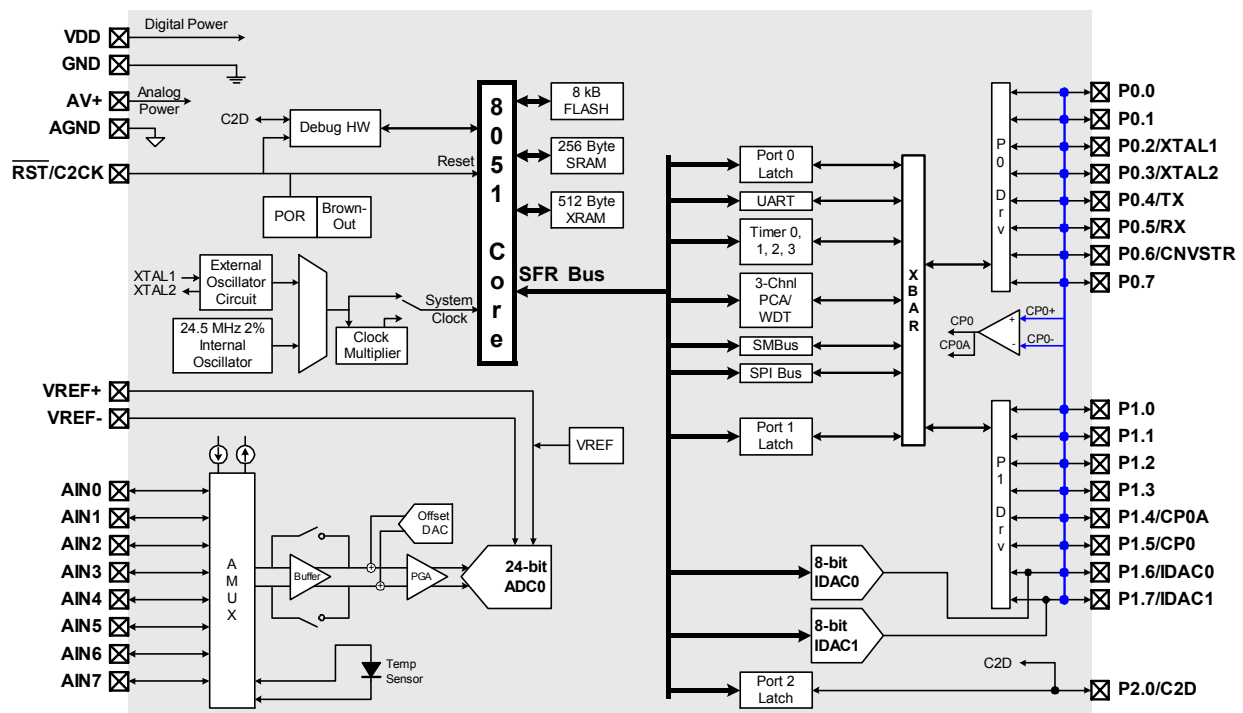 VDD
Digital Power
GND
AV+
Analog
Power
AGND
RST/C2CK
C2D
Debug HW
Reset
POR
Brown-
Out
XTAL1
XTAL2
External
Oscillator
Circuit
24.5 MHz 2%
Internal
Oscillator
Clock
Multiplier
System
Clock
8
0
5
1
C
o
r
e
8 kB
FLASH
256 Byte
SRAM
512 Byte
XRAM
SFR Bus
VREF+
VREF-
VREF
AIN0
AIN1
AIN2
AIN3
AIN4
AIN5
AIN6
AIN7
A
M
U
X
Buffer
Offset
DAC
PGA
24-bit
ADC0
Temp
Sensor
Port 0
Latch
UART
Timer 0,
1, 2, 3
3-Chnl
PCA/
WDT
SMBus
SPI Bus
Port 1
Latch
X
B
A
R
P
0
D
r
v
CP0
CP0A
+
-
CP0+
CP0-
P
1
D
r
v
8-bit
IDAC0
8-bit
IDAC1
Port 2
Latch
C2D
P0.0
P0.1
P0.2/XTAL1
P0.3/XTAL2
P0.4/TX
P0.5/RX
P0.6/CNVSTR
P0.7
P1.0
P1.1
P1.2
P1.3
P1.4/CP0A
P1.5/CP0
P1.6/IDAC0
P1.7/IDAC1
P2.0/C2D